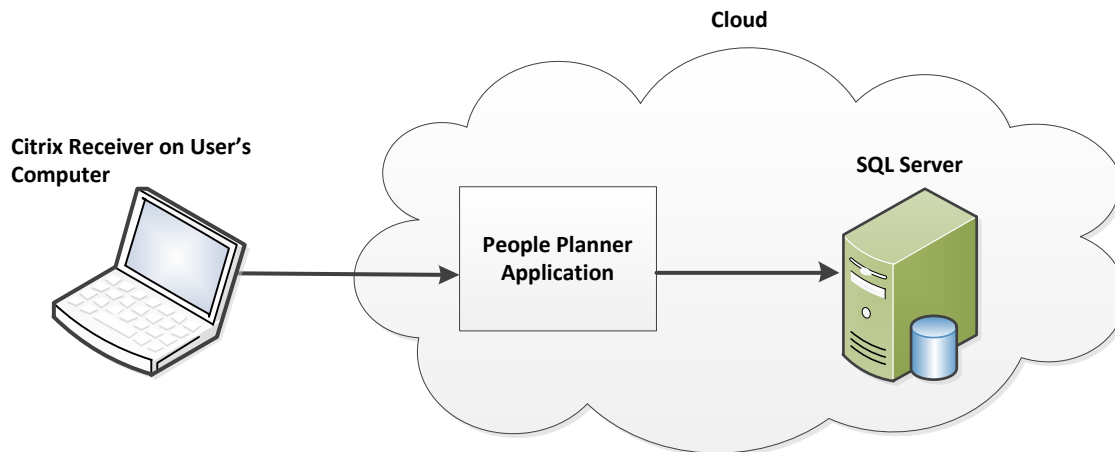 Cloud
Citrix Receiver on User's
Computer
SQL Server
People Planner
Application